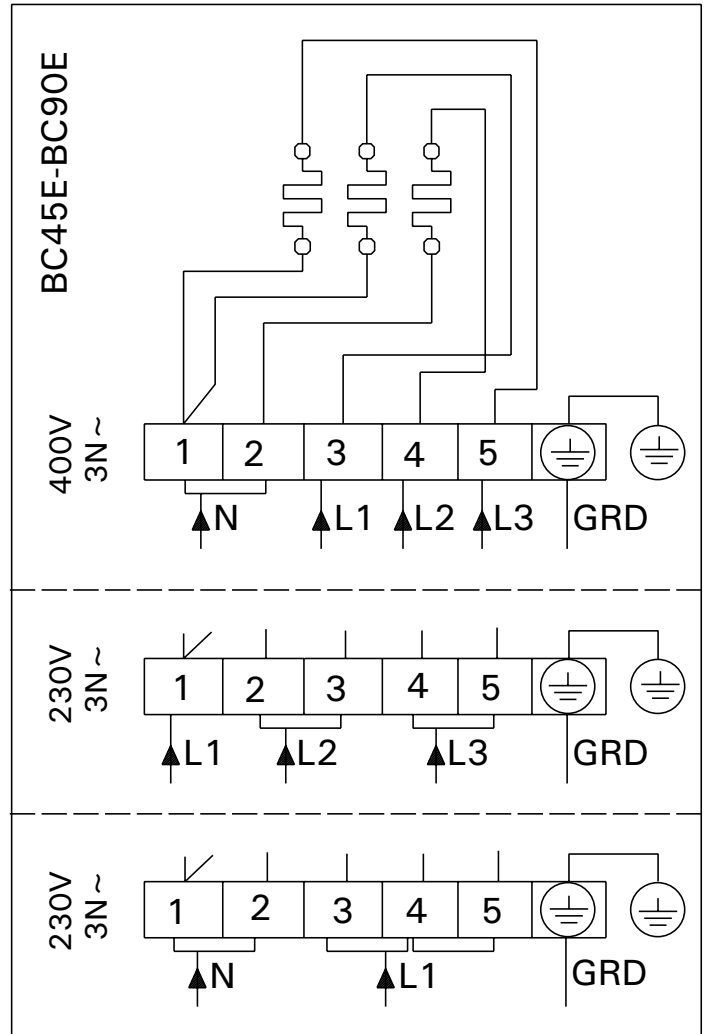 BC45E-BC90E
400V
3N~
1 2 3 4 5
N L1 L2 L3 GRD
230V
3N~
1 2 3 4 5
L1 L2 L3 GRD
230V
3N~
1 2 3 4 5
N L1 GRD